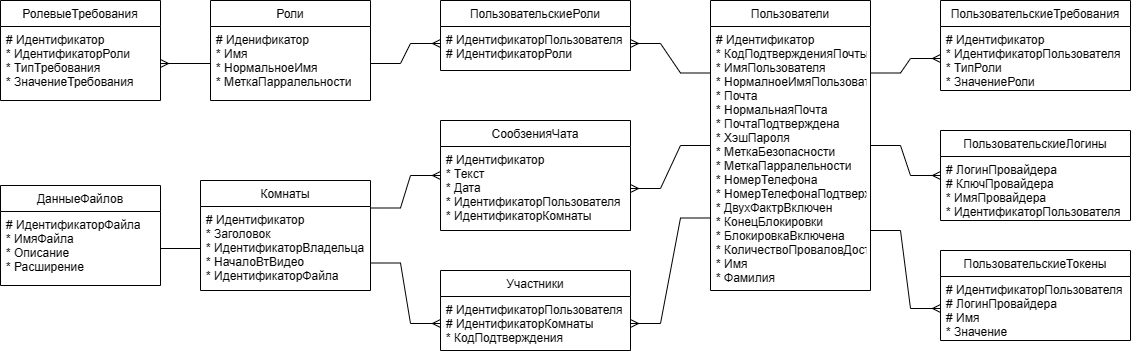 РолевыеТребования
# Идентификатор
* ИдентификаторРоли
* ТипТребования
* ЗначениеТребования
Роли
# Иденификатор
* Имя
* НормальноеИмя
* МеткаПарралельности
ПользовательскиеРоли
# ИдентификаторПользователя
# ИдентификаторРоли
Пользователи
# Идентификатор
* КодПодтвержденияПочты
* ИмяПользователя
* НормалноеИмяПользоват
* Почта
* НормальнаяПочта
* ПочтаПодтверждена
* ХэшПароля
* МеткаБезопасности
* МеткаПарралельности
* НомерТелефона
* НомерТелефонаПодтверж
* ДвухФактрВключен
* КонецБлокировки
* БлокировкаВключена
* КоличествоПроваловДост
* Имя
* Фамилия
ПользовательскиеТребования
# Идентификатор
* ИдентификаторПользователя
* ТипРоли
* ЗначениеРоли
СообзенияЧата
# Идентификатор
* Текст
* Дата
* ИдентификаторПользователя
* ИдентификаторКомнаты
ПользовательскиеЛогины
# ЛогинПровайдера
# КлючПровайдера
* ИмяПровайдера
* ИдентификаторПользователя
ДанныеФайлов
# ИдентификаторФайла
* ИмяФайла
* Описание
* Расширение
Комнаты
# Идентификатор
* Заголовок
* ИдентификаторВладельца
* НачалоВтВидео
* ИдентификаторФайла
Участники
# ИдентификаторПользователя
# ИдентификаторКомнаты
* КодПодтверждения
ПользовательскиеТокены
# ИдентификаторПользователя
# ЛогинПровайдера
# Имя
* Значение